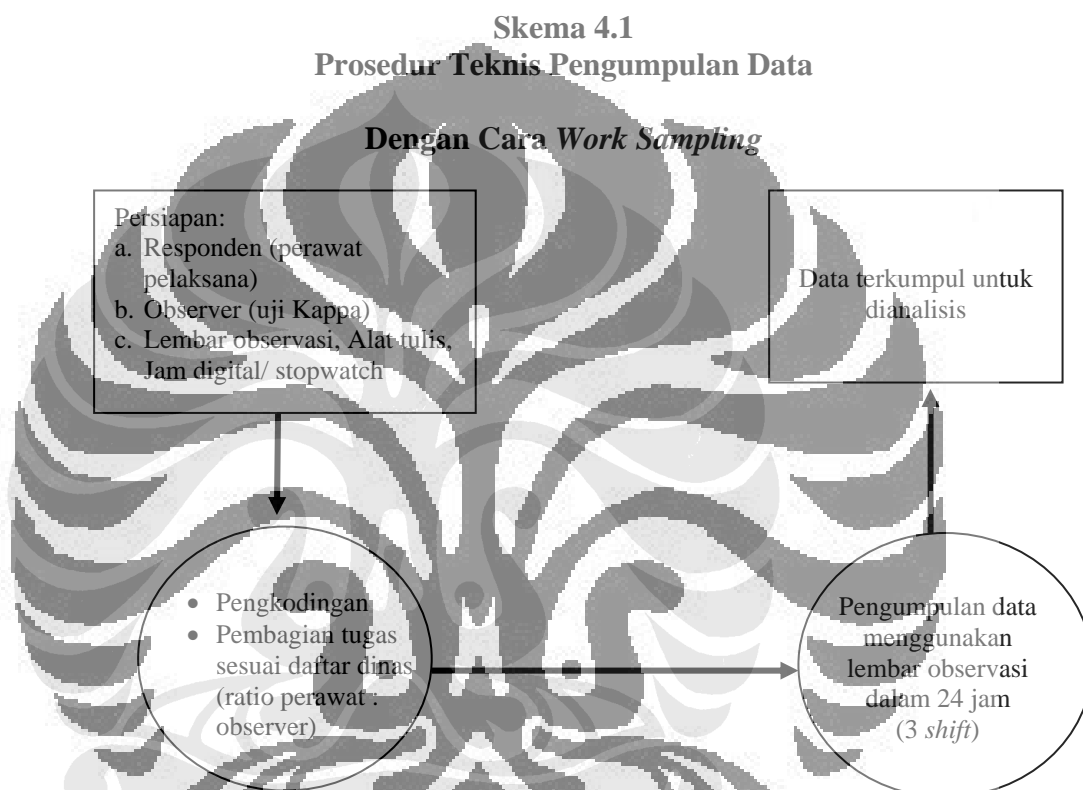 Skema 4.1
Prosedur Teknis Pengumpulan Data
Dengan Cara Work Sampling
Persiapan:
a. Responden (perawat
pelaksana)
b. Observer (uji Kappa)
c. Lembar observasi, Alat tulis,
Jam digital/ stopwatch
• Pengkodingan
• Pembagian tugas
sesuai daftar dinas
(ratio perawat :
observer)
Pengumpulan data
menggunakan
lembar observasi
dalam 24 jam
(3 shift)
Data terkumpul untuk
dianalisis